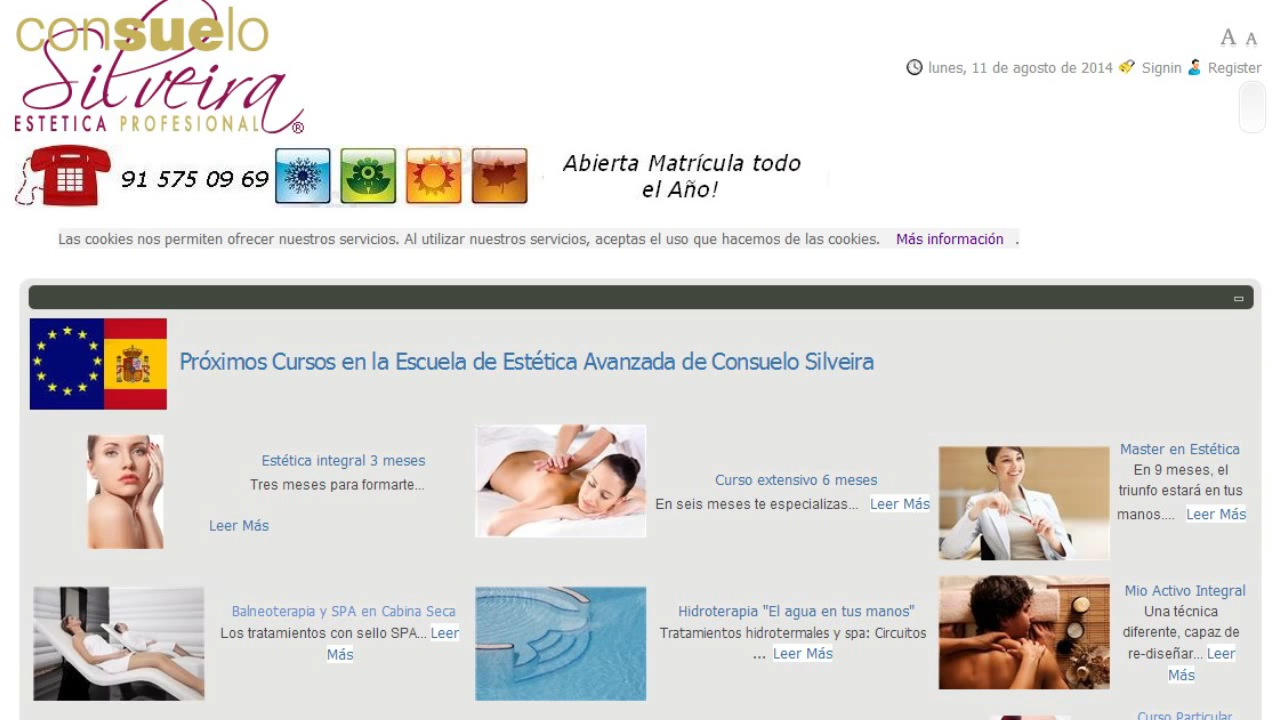 consuelo
Silveira
ESTETICA PROFESIONAL®
A A
lunes, 11 de agosto de 2014 Signin Register
91 575 09 69
Abierta Matrícula todo
el Año!
Las cookies nos permiten ofrecer nuestros servicios. Al utilizar nuestros servicios, aceptas el uso que hacemos de las cookies. Más información .
Próximos Cursos en la Escuela de Estética Avanzada de Consuelo Silveira
Estética integral 3 meses
Tres meses para formarte...
Leer Más
Curso extensivo 6 meses
En seis meses te especializas... Leer Más
Master en Estética
En 9 meses, el
triunfo estará en tus
manos.... Leer Más
Balneoterapia y SPA en Cabina Seca
Los tratamientos con sello SPA... Leer
Más
Hidroterapia "El agua en tus manos"
Tratamientos hidrotermales y spa: Circuitos
... Leer Más
Mio Activo Integral
Una técnica
diferente, capaz de
re-diseñar... Leer
Más
Curso Particular